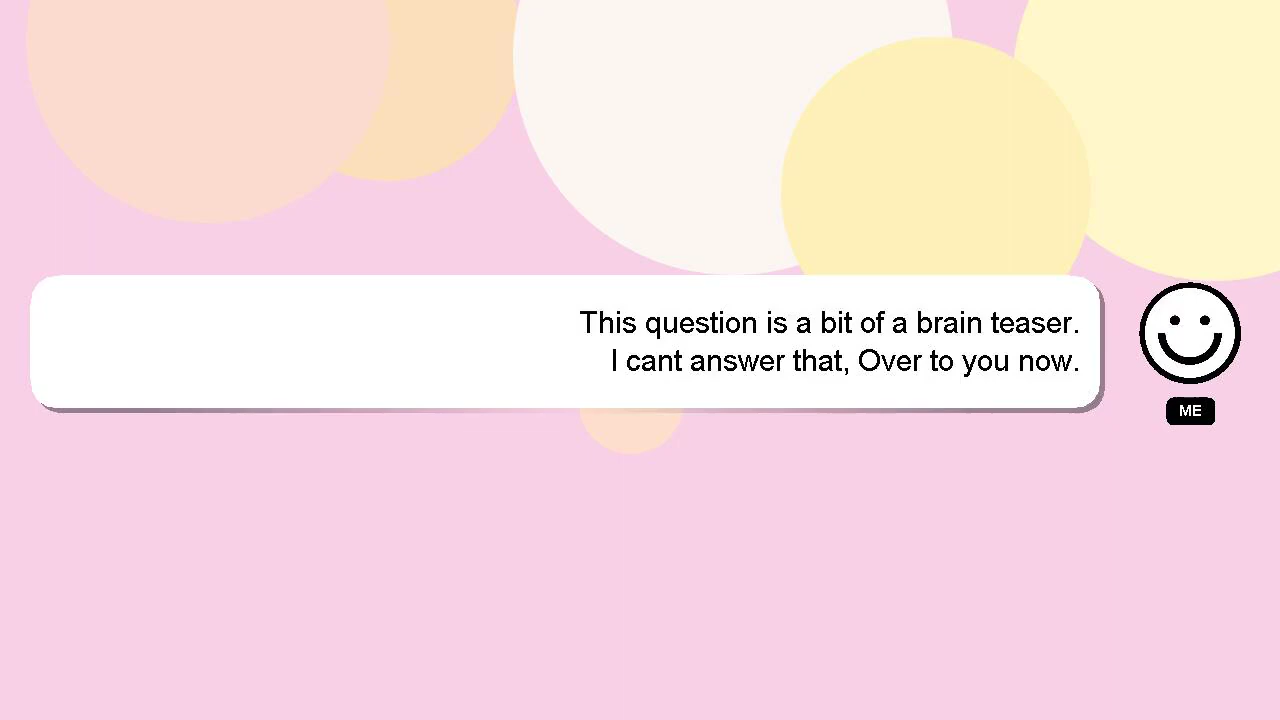 This question is a bit of a brain teaser.
I cant answer that, Over to you now.
ME